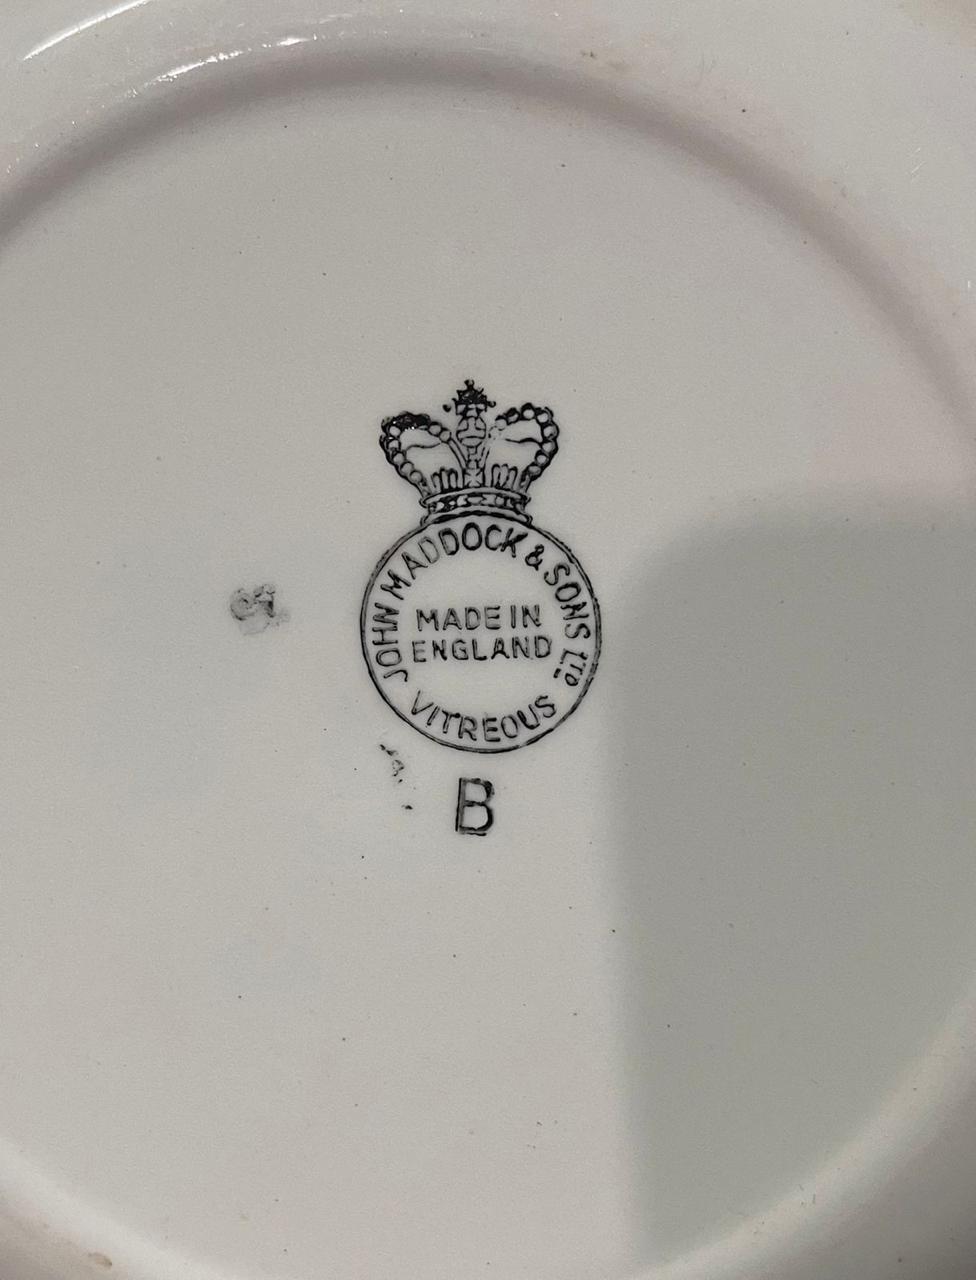 JOHN MADDOCK & SONS LTD
MADE IN
ENGLAND
VITREOUS
B